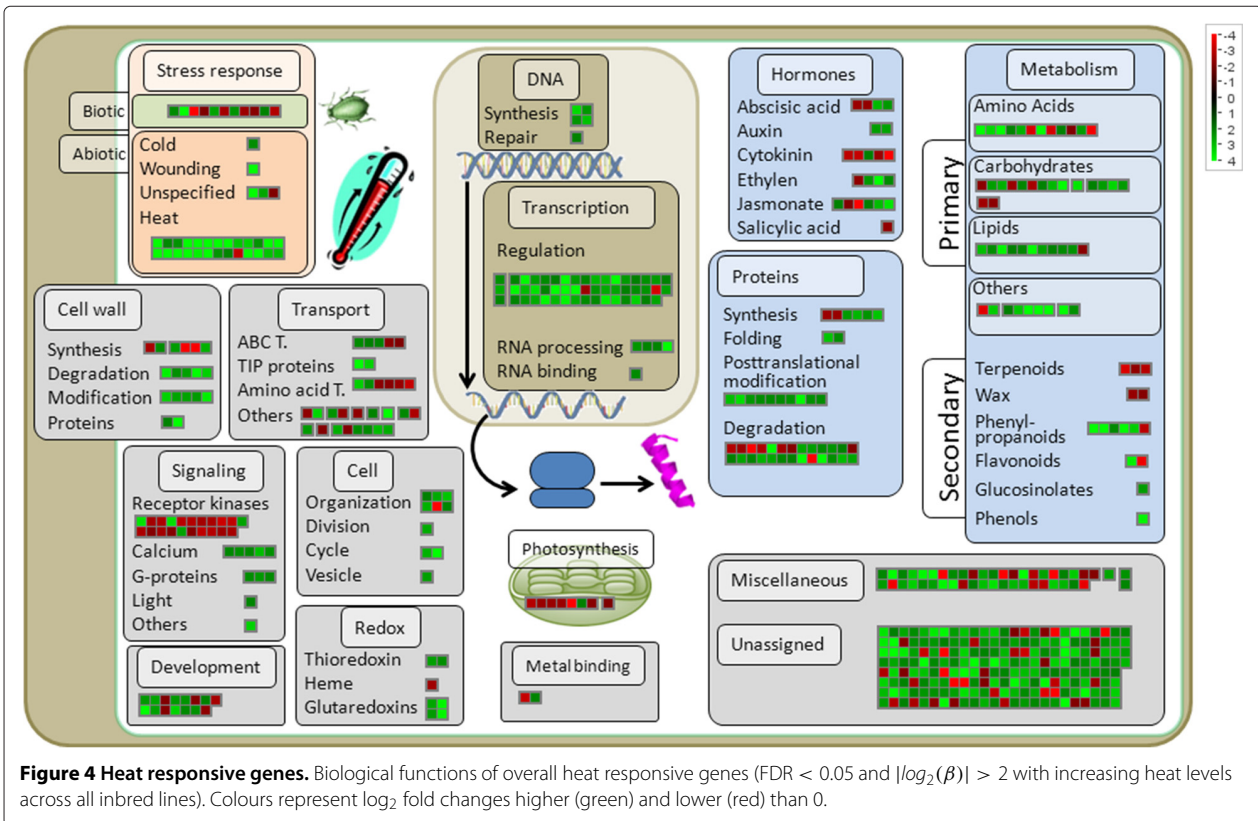 Stress response
Biotic
Abiotic
Cold
Wounding
Unspecified
Heat
DNA
Synthesis
Repair
Transcription
Regulation
RNA processing
RNA binding
Hormones
Abscisic acid
Auxin
Cytokinin
Ethylen
Jasmonate
Salicylic acid
Metabolism
Primary
Amino Acids
Carbohydrates
Lipids
Others
Secondary
Terpenoids
Wax
Phenyl-
propanoids
Flavonoids
Glucosinolates
Phenols
-4
-3
-2
-1
0
1
2
3
4
Cell wall
Synthesis
Degradation
Modification
Proteins
Transport
ABC T.
TIP proteins
Amino acid T.
Others
Proteins
Synthesis
Folding
Posttranslational
modification
Degradation
Signaling
Receptor kinases
Calcium
G-proteins
Light
Others
Cell
Organization
Division
Cycle
Vesicle
Photosynthesis
Development
Redox
Thioredoxin
Heme
Glutaredoxins
Metal binding
Miscellaneous
Unassigned
Figure 4 Heat responsive genes. Biological functions of overall heat responsive genes (FDR < 0.05 and |log₂(β)| > 2 with increasing heat levels
across all inbred lines). Colours represent log₂ fold changes higher (green) and lower (red) than 0.